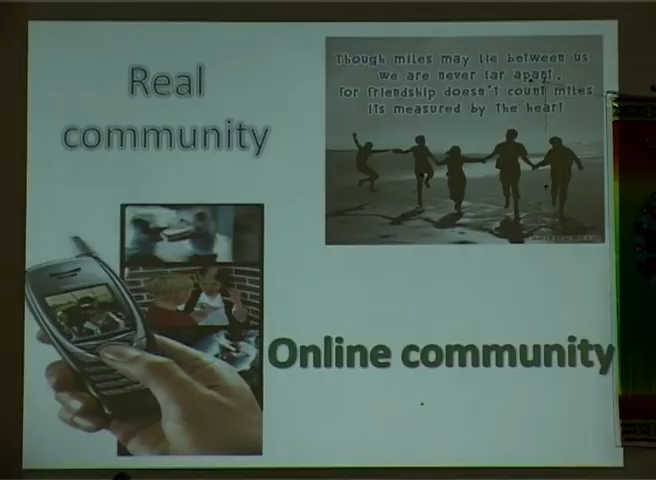 Real
community
Though miles may lie between us
we are never far apart,
for friendship doesn't count miles
its measured by the heart
Online community